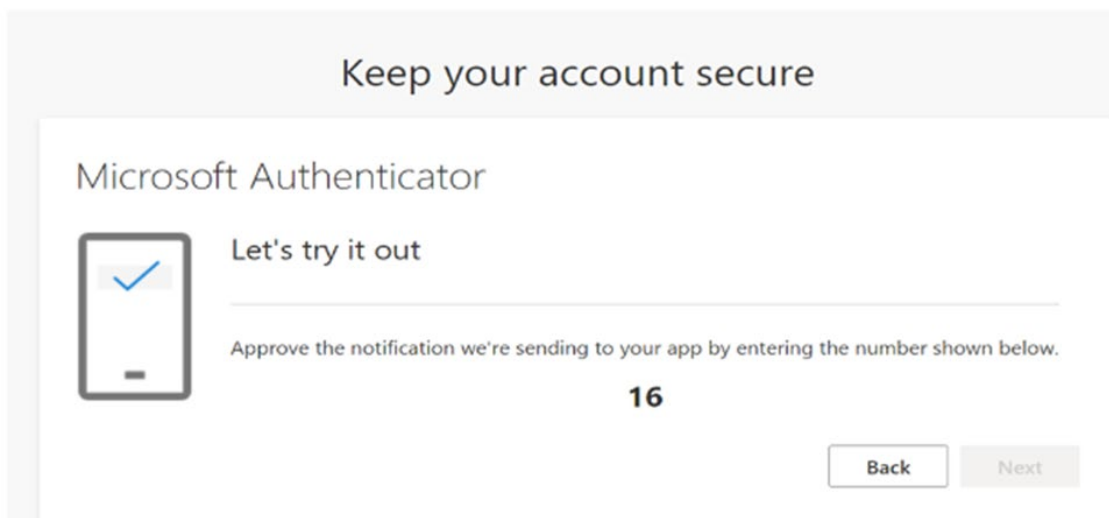 Keep your account secure
Microsoft Authenticator
Let's try it out
Approve the notification we're sending to your app by entering the number shown below.
16
Back
Next